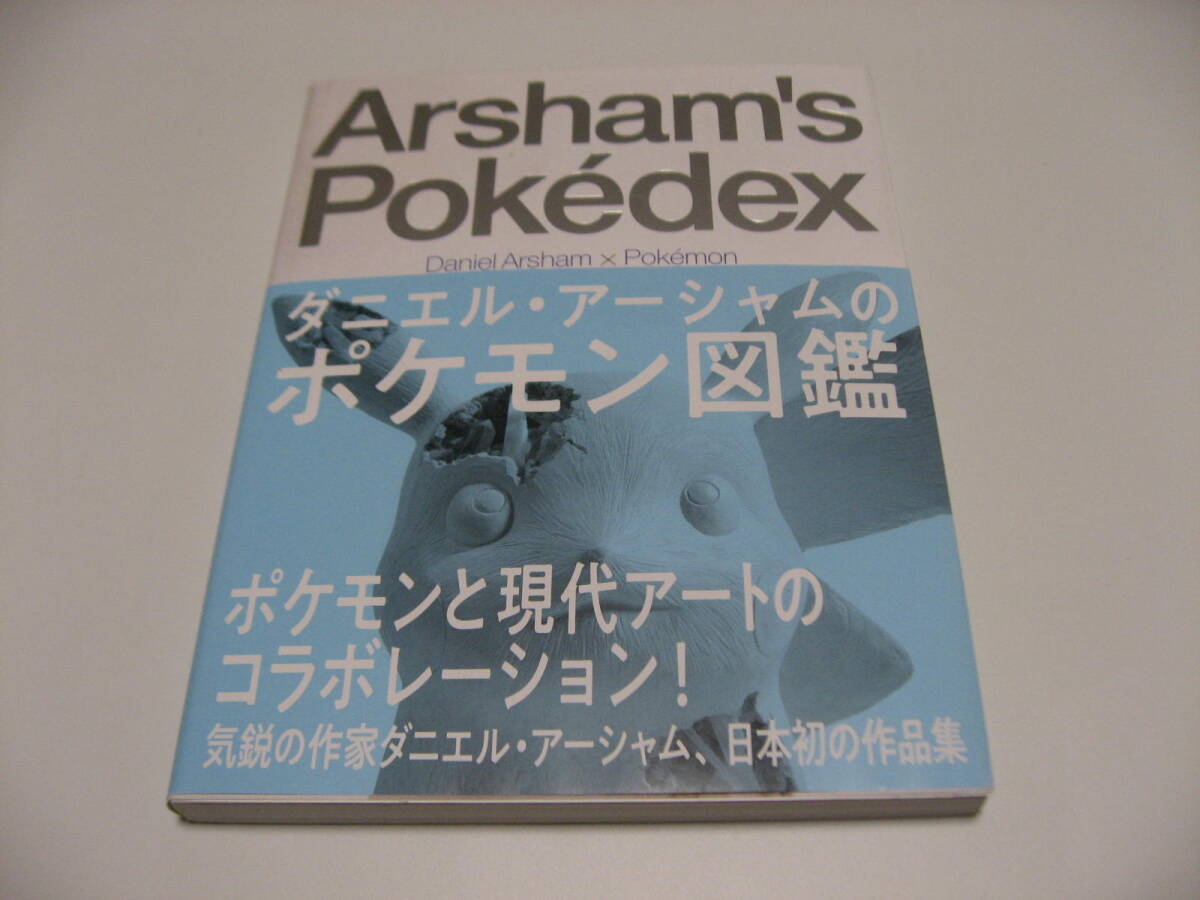 Arsham's
Pokédex
Daniel Arsham × Pokémon
ダニエル・アーシャムの
ポケモン図鑑
ポケモンと現代アートの
コラボレーション!
気鋭の作家ダニエル・アーシャム、日本初の作品集